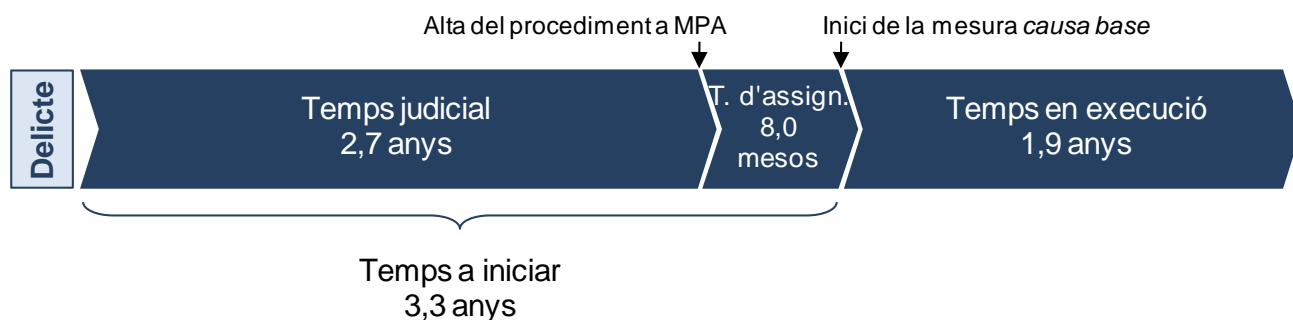 Alta del procediment a MPA
Inici de la mesura causa base
Delicte
Temps judicial
2,7 anys
T. d'assign.
8,0
mesos
Temps en execució
1,9 anys
Temps a iniciar
3,3 anys